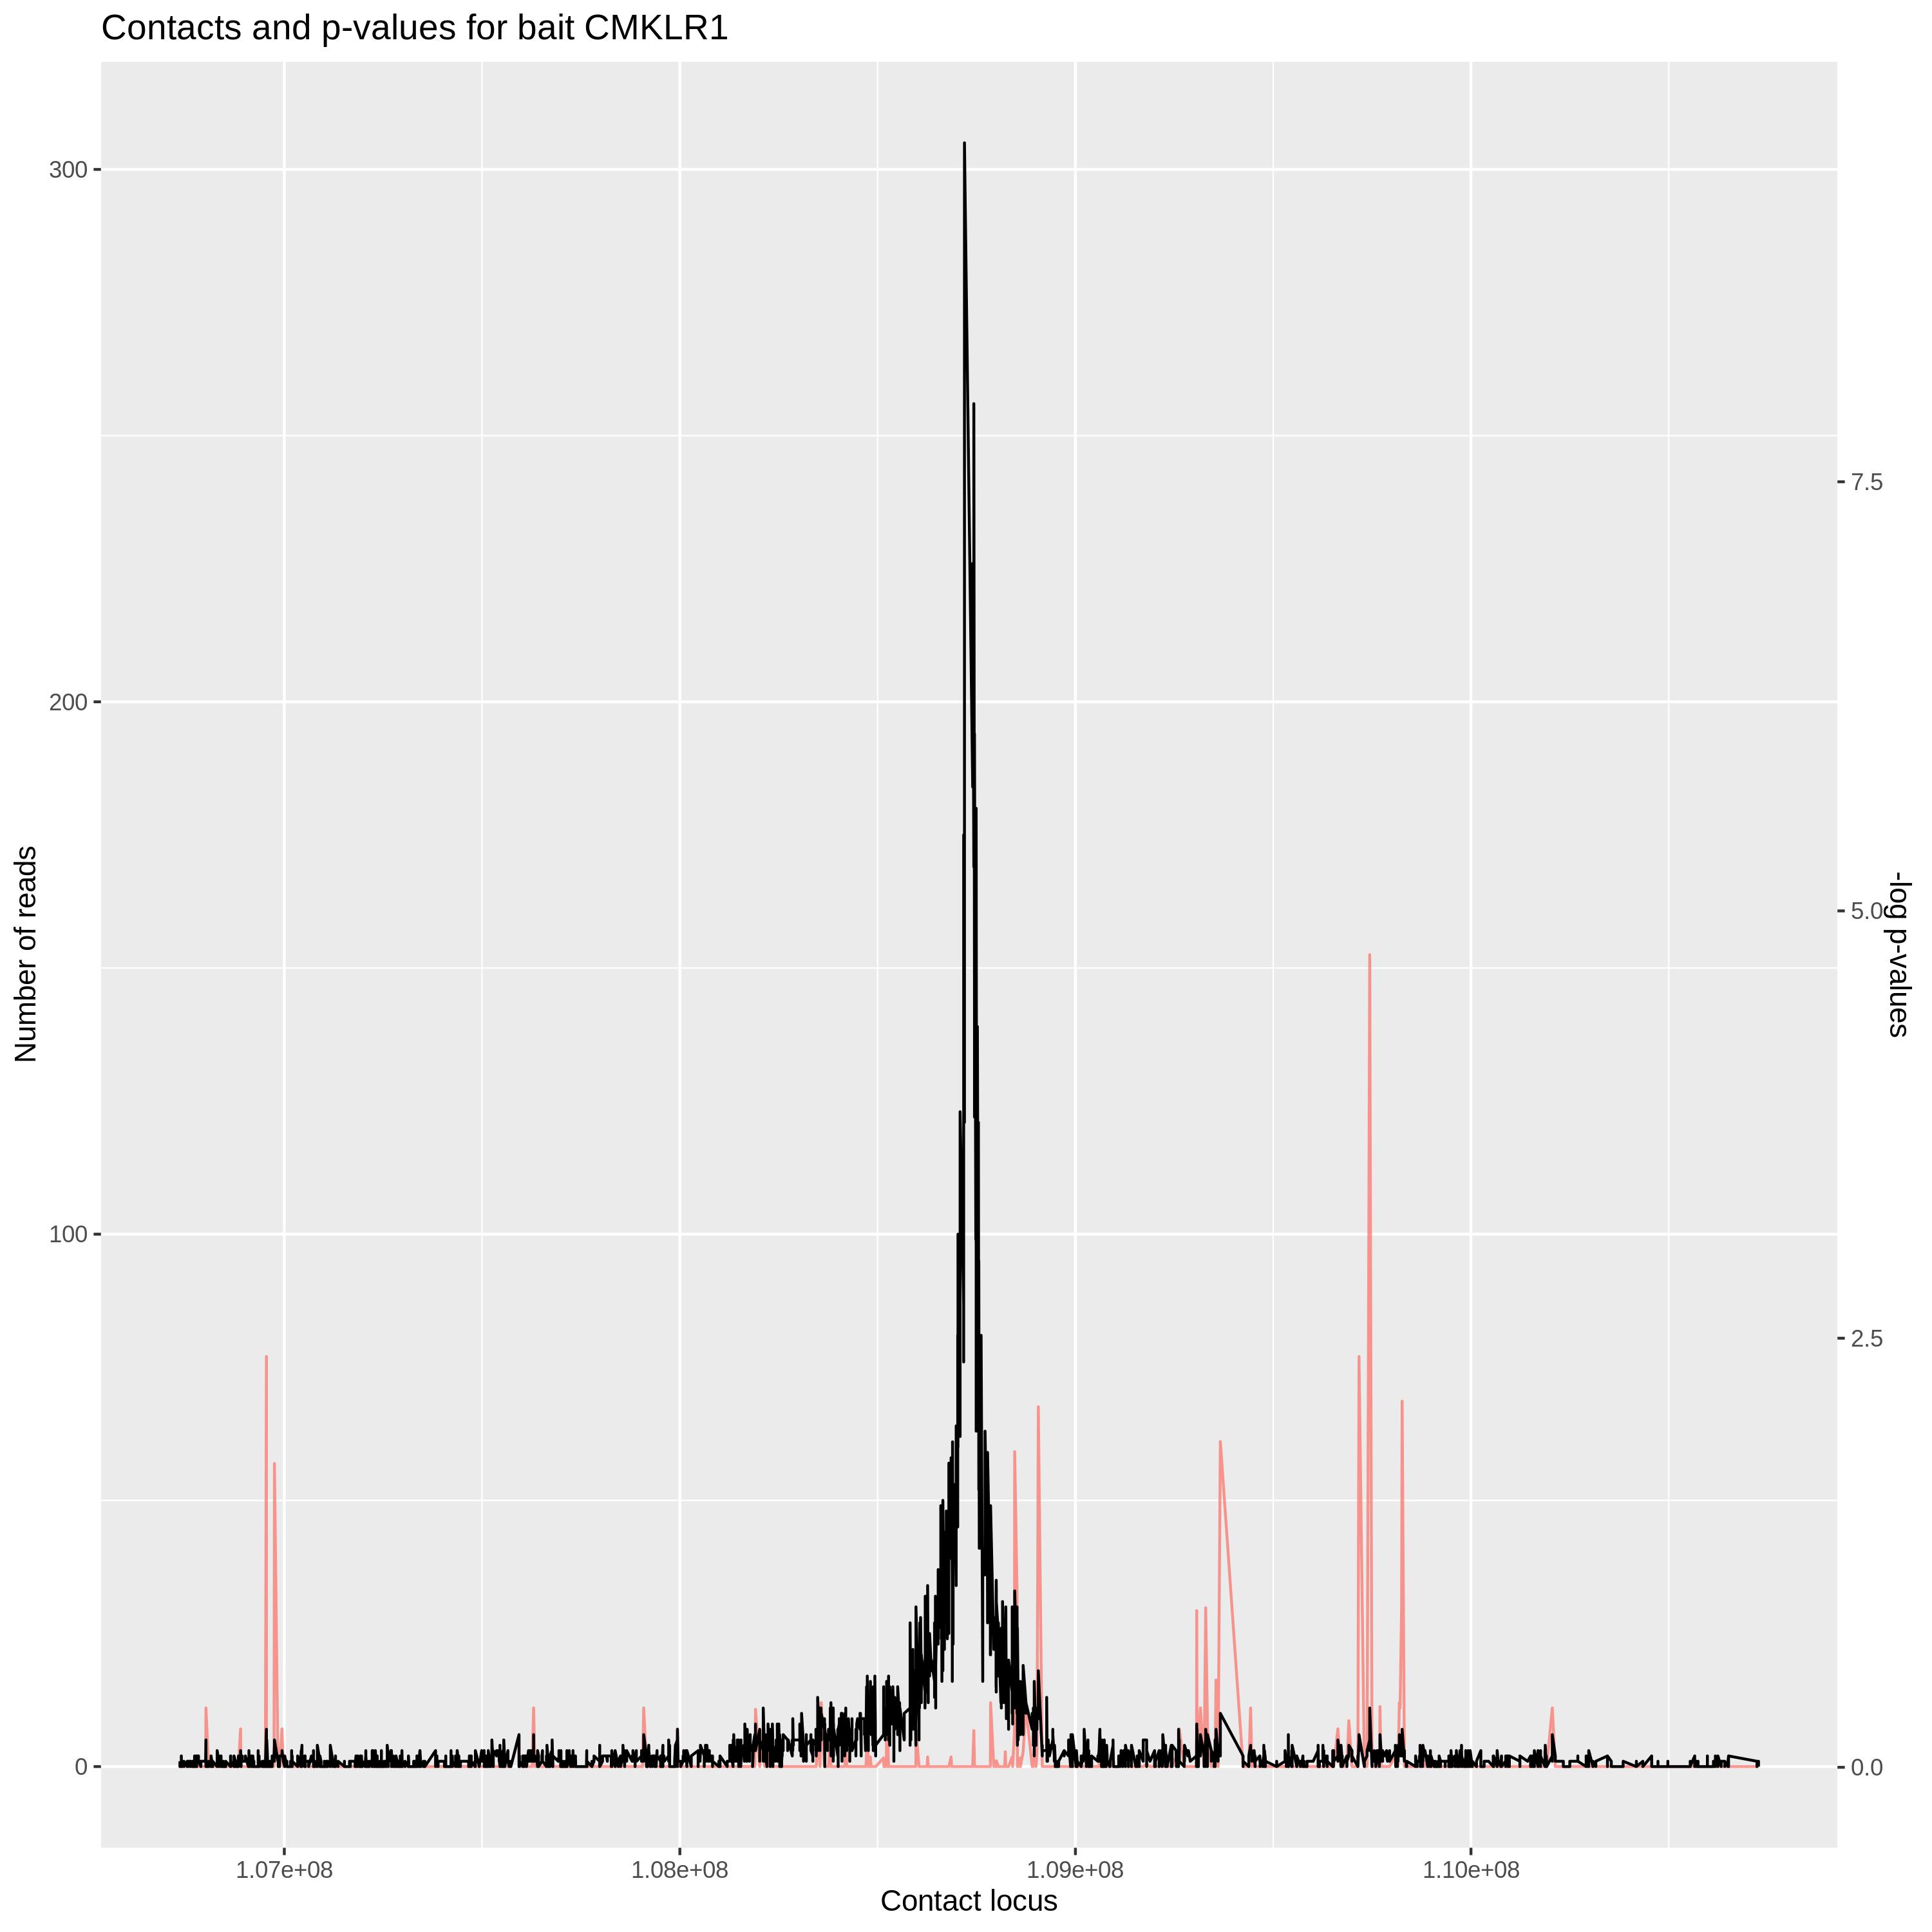 Contacts and p-values for bait CMKLR1
300
200
100
0
Number of reads
7.5
5.0
2.5
0.0
-log p-values
1.07e+08 1.08e+08 1.09e+08 1.10e+08
Contact locus